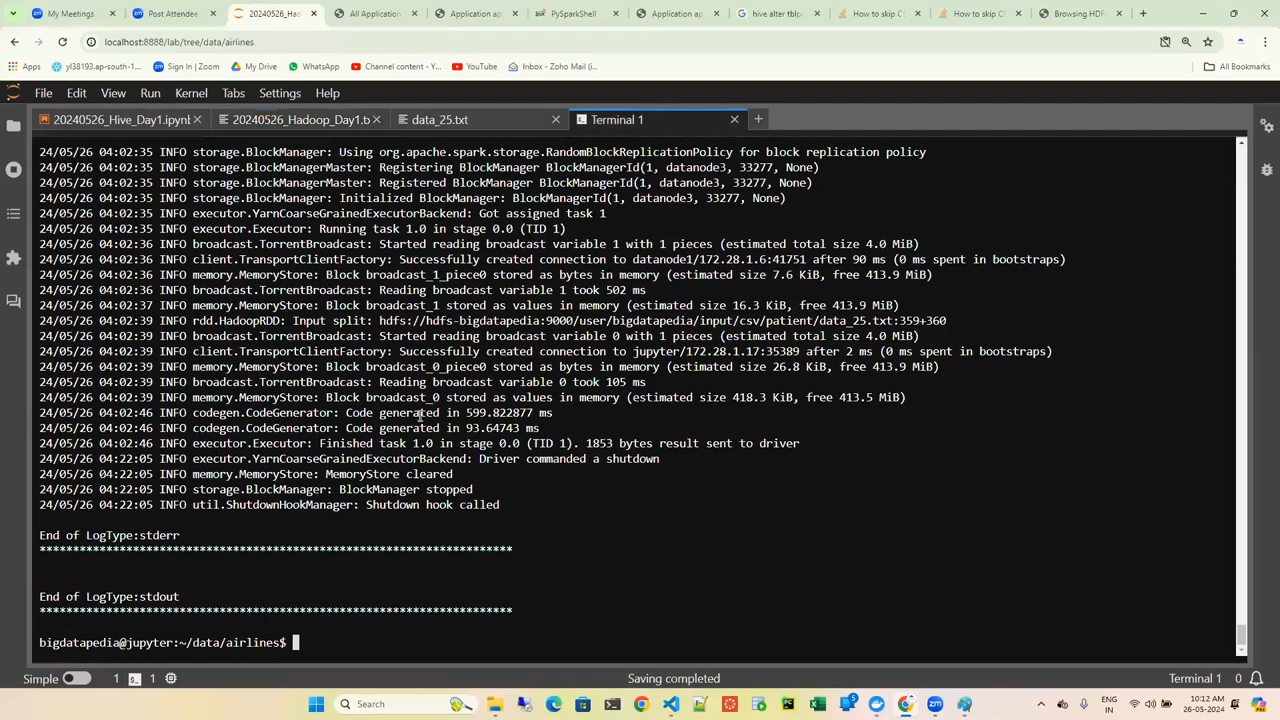 My Meetings
Post Attendee
20240526_Had
All Application
Application ap
PySparkShell
Application ap
hive alter tblp
How to skip CS
How to skip CS
Browsing HDF
localhost:8888/lab/tree/data/airlines
Apps
yl38193.ap-south-1...
Sign In | Zoom
My Drive
WhatsApp
Channel content - Y...
YouTube
Inbox - Zoho Mail (i...
All Bookmarks
File Edit View Run Kernel Tabs Settings Help
20240526_Hive_Day1.ipynb
20240526_Hadoop_Day1.b
data_25.txt
Terminal 1
24/05/26 04:02:35 INFO storage.BlockManager: Using org.apache.spark.storage.RandomBlockReplicationPolicy for block replication policy
24/05/26 04:02:35 INFO storage.BlockManagerMaster: Registering BlockManager BlockManagerId(1, datanode3, 33277, None)
24/05/26 04:02:35 INFO storage.BlockManagerMaster: Registered BlockManager BlockManagerId(1, datanode3, 33277, None)
24/05/26 04:02:35 INFO storage.BlockManager: Initialized BlockManager: BlockManagerId(1, datanode3, 33277, None)
24/05/26 04:02:35 INFO executor.YarnCoarseGrainedExecutorBackend: Got assigned task 1
24/05/26 04:02:35 INFO executor.Executor: Running task 1.0 in stage 0.0 (TID 1)
24/05/26 04:02:36 INFO broadcast.TorrentBroadcast: Started reading broadcast variable 1 with 1 pieces (estimated total size 4.0 MiB)
24/05/26 04:02:36 INFO client.TransportClientFactory: Successfully created connection to datanode1/172.28.1.6:41751 after 90 ms (0 ms spent in bootstraps)
24/05/26 04:02:36 INFO memory.MemoryStore: Block broadcast_1_piece0 stored as bytes in memory (estimated size 7.6 KiB, free 413.9 MiB)
24/05/26 04:02:36 INFO broadcast.TorrentBroadcast: Reading broadcast variable 1 took 502 ms
24/05/26 04:02:37 INFO memory.MemoryStore: Block broadcast_1 stored as values in memory (estimated size 16.3 KiB, free 413.9 MiB)
24/05/26 04:02:39 INFO rdd.HadoopRDD: Input split: hdfs://hdfs-bigdatapedia:9000/user/bigdatapedia/input/csv/patient/data_25.txt:359+360
24/05/26 04:02:39 INFO broadcast.TorrentBroadcast: Started reading broadcast variable 0 with 1 pieces (estimated total size 4.0 MiB)
24/05/26 04:02:39 INFO client.TransportClientFactory: Successfully created connection to jupyter/172.28.1.17:35389 after 2 ms (0 ms spent in bootstraps)
24/05/26 04:02:39 INFO memory.MemoryStore: Block broadcast_0_piece0 stored as bytes in memory (estimated size 26.8 KiB, free 413.9 MiB)
24/05/26 04:02:39 INFO broadcast.TorrentBroadcast: Reading broadcast variable 0 took 105 ms
24/05/26 04:02:39 INFO memory.MemoryStore: Block broadcast_0 stored as values in memory (estimated size 418.3 KiB, free 413.5 MiB)
24/05/26 04:02:46 INFO codegen.CodeGenerator: Code generated in 599.822877 ms
24/05/26 04:02:46 INFO codegen.CodeGenerator: Code generated in 93.64743 ms
24/05/26 04:02:46 INFO executor.Executor: Finished task 1.0 in stage 0.0 (TID 1). 1853 bytes result sent to driver
24/05/26 04:22:05 INFO executor.YarnCoarseGrainedExecutorBackend: Driver commanded a shutdown
24/05/26 04:22:05 INFO memory.MemoryStore: MemoryStore cleared
24/05/26 04:22:05 INFO storage.BlockManager: BlockManager stopped
24/05/26 04:22:05 INFO util.ShutdownHookManager: Shutdown hook called
End of LogType:stderr
***********************************************************************
End of LogType:stdout
***********************************************************************
bigdatapedia@jupyter:~/data/airlines$
Simple
1
1
Saving completed
Terminal 1
0
Search
ENG
IN
10:12 AM
26-05-2024